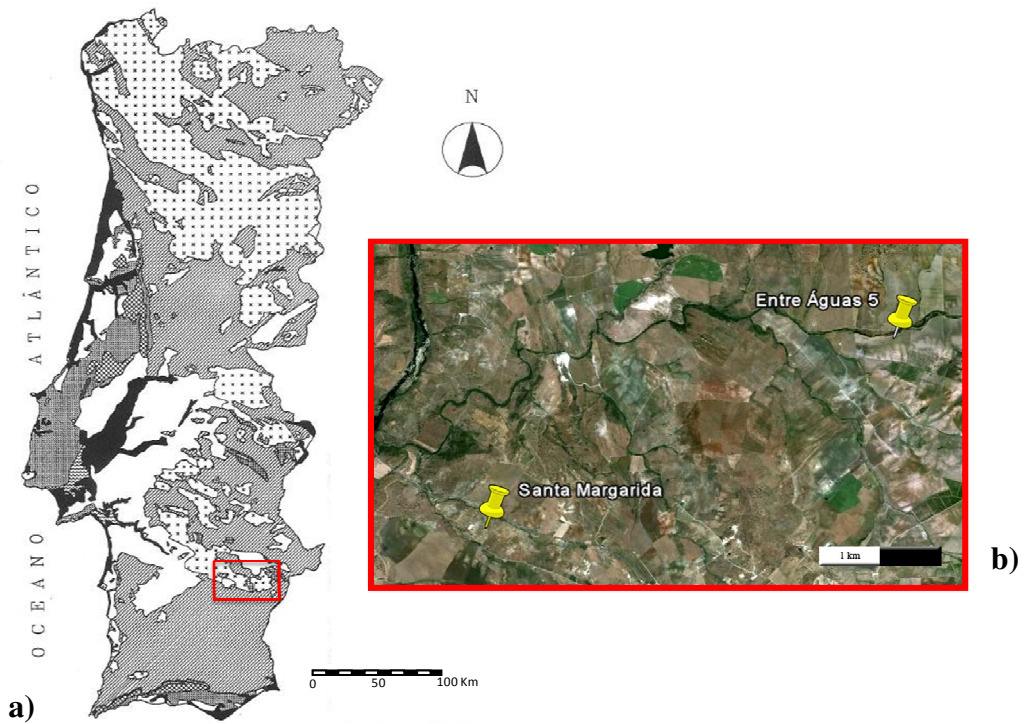 N
OCEANO ATLÂNTICO
Entre Águas 5
Santa Margarida
1 km
b)
0 50 100 Km
a)